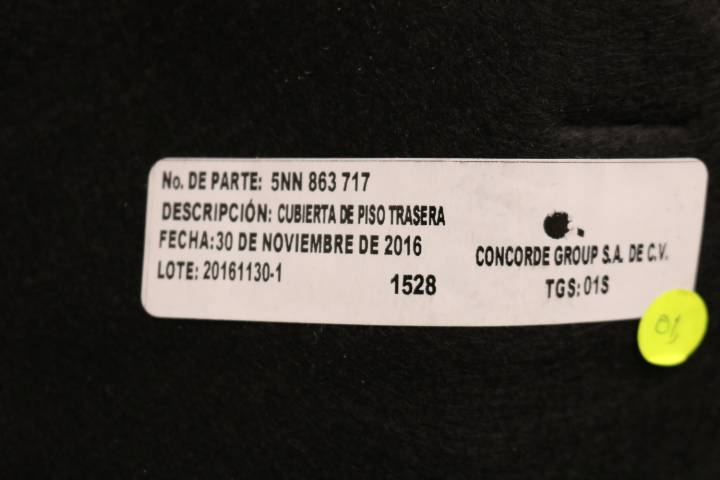 No. DE PARTE: 5NN 863 717
DESCRIPCIÓN: CUBIERTA DE PISO TRASERA
FECHA:30 DE NOVIEMBRE DE 2016
LOTE: 20161130-1
1528
CONCORDE GROUP S.A. DE C.V.
TGS: 01S